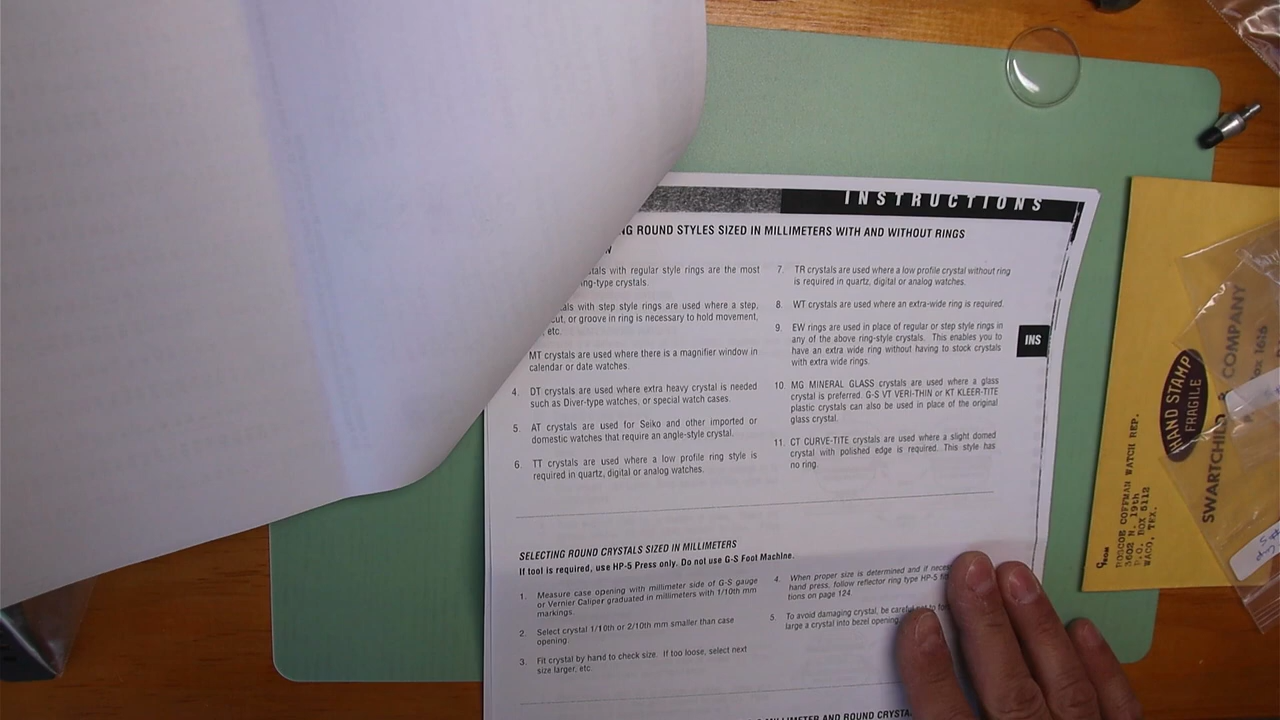 INSTRUCTIONS
NG ROUND STYLES SIZED IN MILLIMETERS WITH AND WITHOUT RINGS
tals with regular style rings are the most
ing-type crystals.
als with step style rings are used where a step,
cut, or groove in ring is necessary to hold movement,
etc.
MT crystals are used where there is a magnifier window in
calendar or date watches.
4. DT crystals are used where extra heavy crystal is needed
such as Diver-type watches, or special watch cases.
5. AT crystals are used for Seiko and other imported or
domestic watches that require an angle-style crystal.
6. TT crystals are used where a low profile ring style is
required in quartz, digital or analog watches.
7. TR crystals are used where a low profile crystal without ring
is required in quartz, digital or analog watches.
8. WT crystals are used where an extra-wide ring is required.
9. EW rings are used in place of regular or step style rings in
any of the above ring-style crystals. This enables you to
have an extra wide ring without having to stock crystals
with extra wide rings.
10. MG MINERAL GLASS crystals are used where a glass
crystal is preferred. G-S VT VERI-THIN or KT KLEER-TITE
plastic crystals can also be used in place of the original
glass crystal.
11. CT CURVE-TITE crystals are used where a slight domed
crystal with polished edge is required. This style has
no ring.
INS
SELECTING ROUND CRYSTALS SIZED IN MILLIMETERS
If tool is required, use HP-5 Press only. Do not use G-S Foot Machine.
1. Measure case opening with millimeter side of G-S gauge
or Vernier Caliper graduated in millimeters with 1/10th mm
markings.
2. Select crystal 1/10th or 2/10th mm smaller than case
opening.
3. Fit crystal by hand to check size. If too loose, select next
size larger, etc.
4. When proper size is determined and if neces
hand press, follow reflector ring type HP-5
tions on page 124.
5. To avoid damaging crystal, be careful not to
large a crystal into bezel opening.
MILLIMETER AND ROUND CRYSTA
HAND STAMP
FRAGILE
SWARTCHILD & COMPANY
BOX 1616
From
ROSCOE COFFMAN WATCH REP.
3602 N. 19th
P.O. BOX 5112
WACO, TEX.